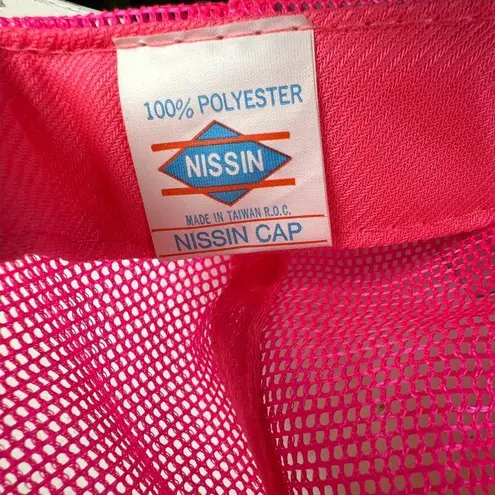 100% POLYESTER
NISSIN
MADE IN TAIWAN R.O.C.
NISSIN CAP